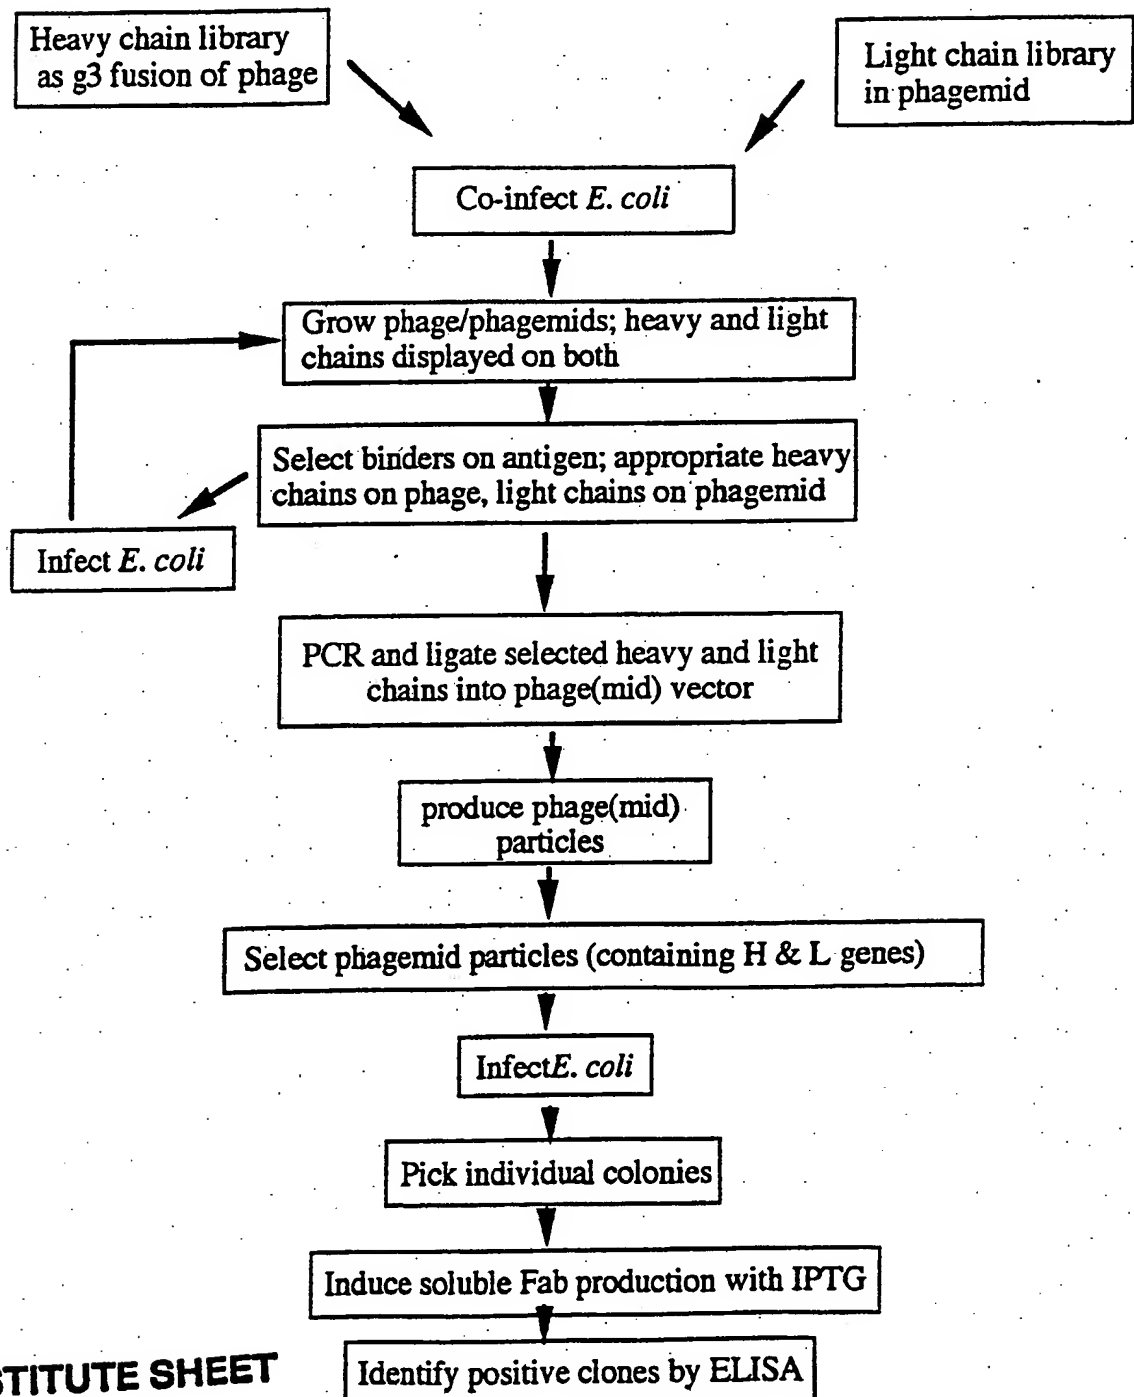 Heavy chain library
as g3 fusion of phage
Light chain library
in phagemid
Co-infect E. coli
Grow phage/phagemids; heavy and light
chains displayed on both
Select binders on antigen; appropriate heavy
chains on phage, light chains on phagemid
Infect E. coli
PCR and ligate selected heavy and light
chains into phage(mid) vector
produce phage(mid)
particles
Select phagemid particles (containing H & L genes)
InfectE. coli
Pick individual colonies
Induce soluble Fab production with IPTG
Identify positive clones by ELISA
STITUTE SHEET